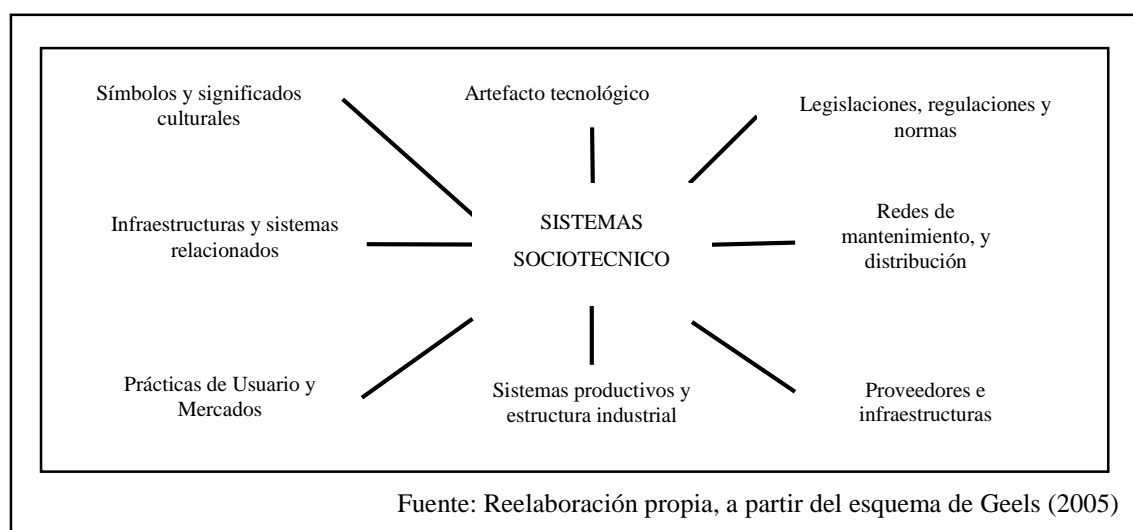 Símbolos y significados
culturales
Artefacto tecnológico
Legislaciones, regulaciones y
normas
Infraestructuras y sistemas
relacionados
SISTEMAS
SOCIOTECNICO
Redes de
mantenimiento, y
distribución
Prácticas de Usuario y
Mercados
Sistemas productivos y
estructura industrial
Proveedores e
infraestructuras
Fuente: Reelaboración propia, a partir del esquema de Geels (2005)